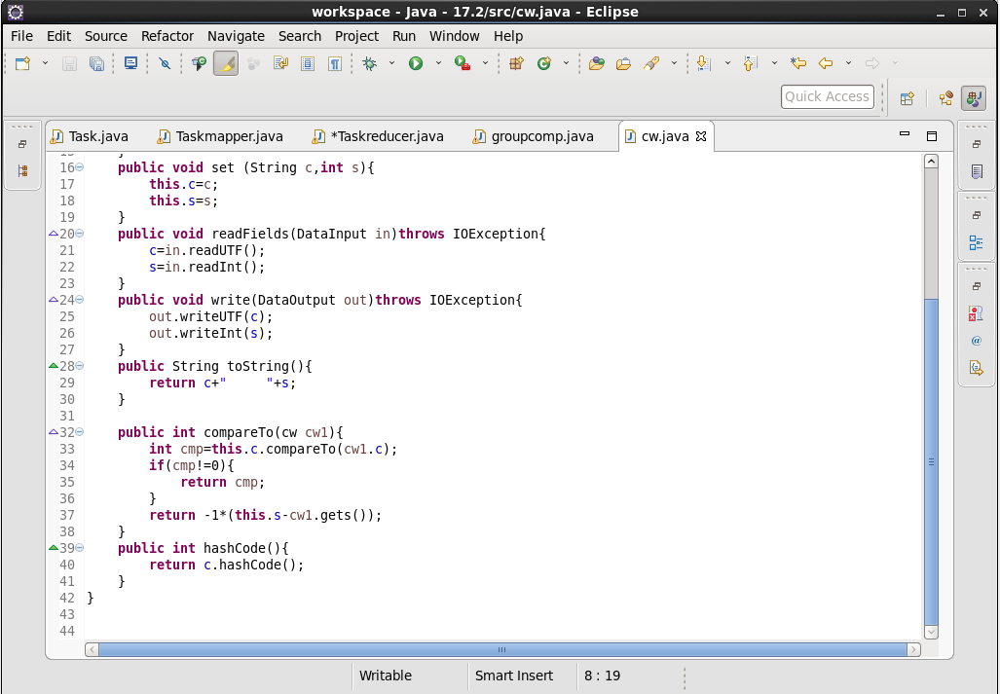 workspace - Java - 17.2/src/cw.java - Eclipse
File Edit Source Refactor Navigate Search Project Run Window Help
Quick Access
Task.java Taskmapper.java *Taskreducer.java groupcomp.java cw.java
15 }
16 public void set (String c,int s){
17 this.c=c;
18 this.s=s;
19 }
20 public void readFields(DataInput in)throws IOException{
21 c=in.readUTF();
22 s=in.readInt();
23 }
24 public void write(DataOutput out)throws IOException{
25 out.writeUTF(c);
26 out.writeInt(s);
27 }
28 public String toString(){
29 return c+"     "+s;
30 }
31
32 public int compareTo(cw cw1){
33 int cmp=this.c.compareTo(cw1.c);
34 if(cmp!=0){
35 return cmp;
36 }
37 return -1*(this.s-cw1.gets());
38 }
39 public int hashCode(){
40 return c.hashCode();
41 }
42 }
43
44
Writable Smart Insert 8 : 19